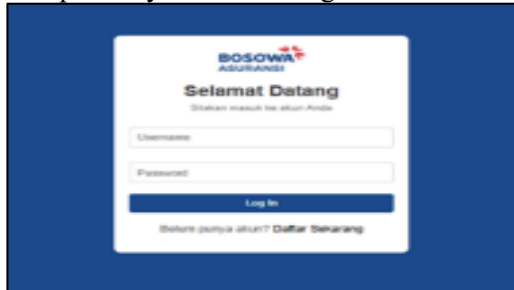 BOSOWA
ASURANSI
Selamat Datang
Silakan masuk ke akun Anda
Username
Password
Log In
Belum punya akun? Daftar Sekarang